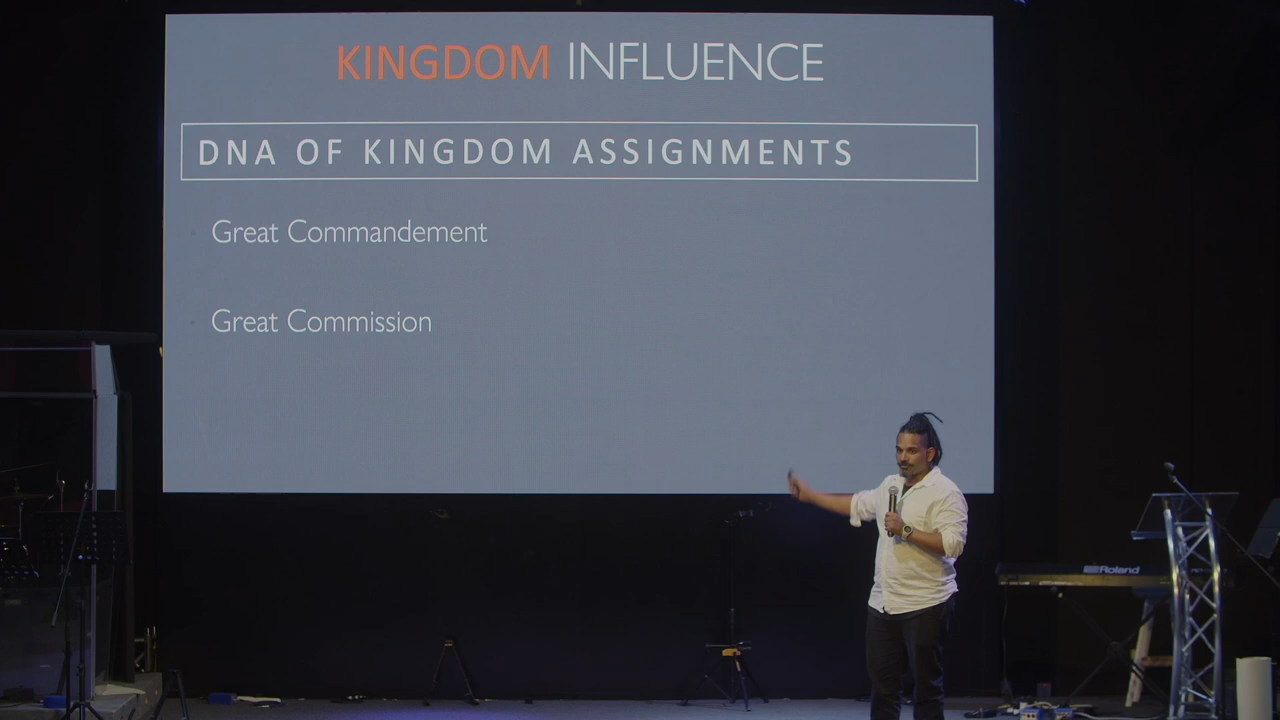 KINGDOM INFLUENCE
DNA OF KINGDOM ASSIGNMENTS
Great Commandement
Great Commission
Roland